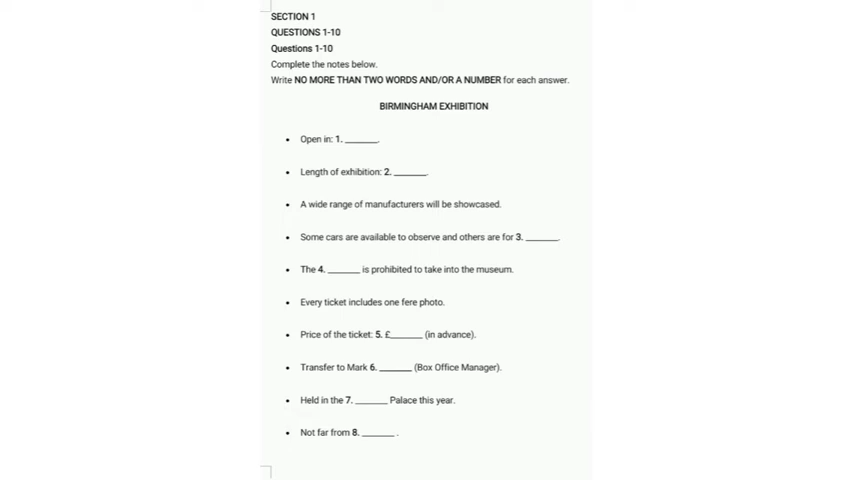 SECTION 1
QUESTIONS 1-10
Questions 1-10
Complete the notes below.
Write NO MORE THAN TWO WORDS AND/OR A NUMBER for each answer.
BIRMINGHAM EXHIBITION
• Open in: 1. _______.
• Length of exhibition: 2. _______.
• A wide range of manufacturers will be showcased.
• Some cars are available to observe and others are for 3. _______.
• The 4. _______ is prohibited to take into the museum.
• Every ticket includes one fere photo.
• Price of the ticket: 5. £_______ (in advance).
• Transfer to Mark 6. _______ (Box Office Manager).
• Held in the 7. _______ Palace this year.
• Not far from 8. _______ .